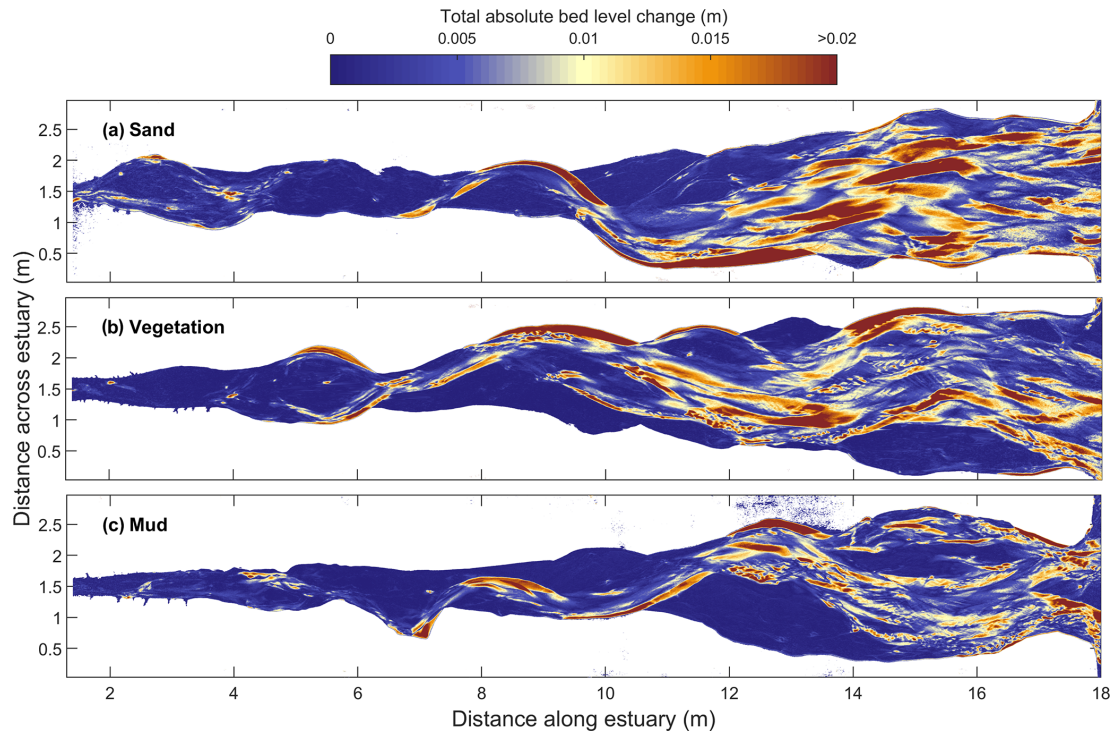 Total absolute bed level change (m)
0 0.005 0.01 0.015 >0.02
(a) Sand
2.5
2
1.5
1
0.5
(b) Vegetation
2.5
2
1.5
1
0.5
(c) Mud
2.5
2
1.5
1
0.5
Distance across estuary (m)
2 4 6 8 10 12 14 16 18
Distance along estuary (m)